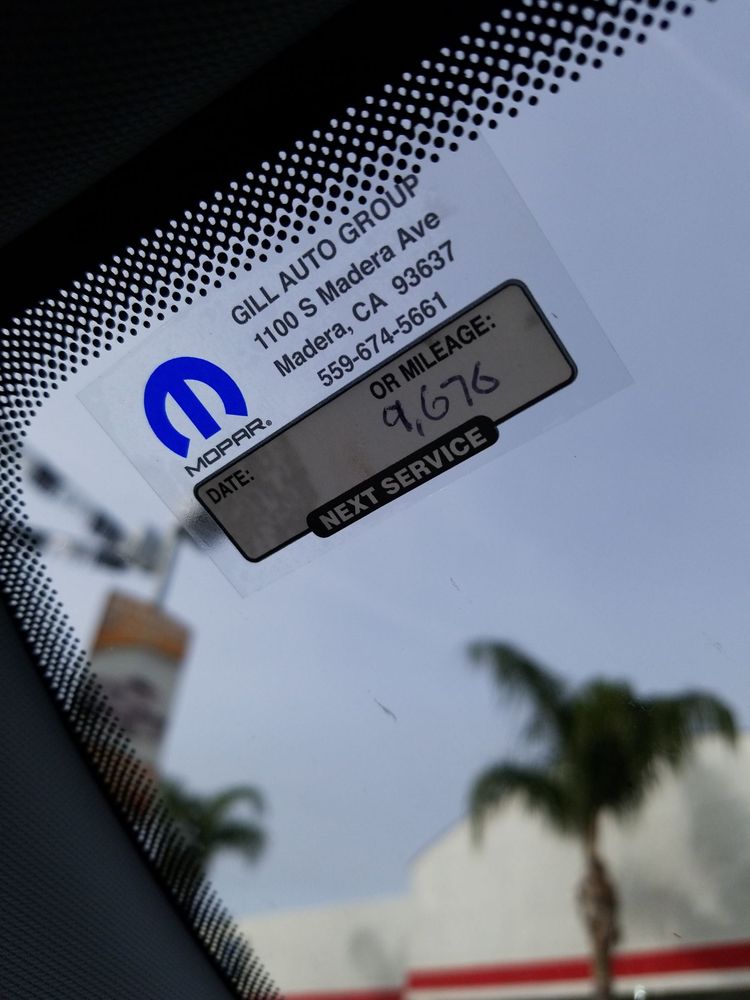 GILL AUTO GROUP
1100 S Madera Ave
Madera, CA 93637
559-674-5661
MOPAR®
DATE:
OR MILEAGE:
9,676
NEXT SERVICE